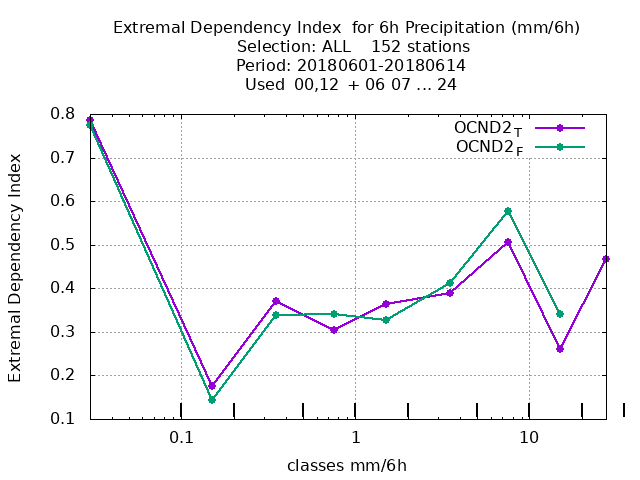 Extremal Dependency Index  for 6h Precipitation (mm/6h)
Selection: ALL    152 stations
Period: 20180601-20180614
Used  00,12  + 06 07 ... 24
OCND2T
OCND2F
0.8
0.7
0.6
0.5
0.4
0.3
0.2
0.1
Extremal Dependency Index
0.1 1 10
classes mm/6h